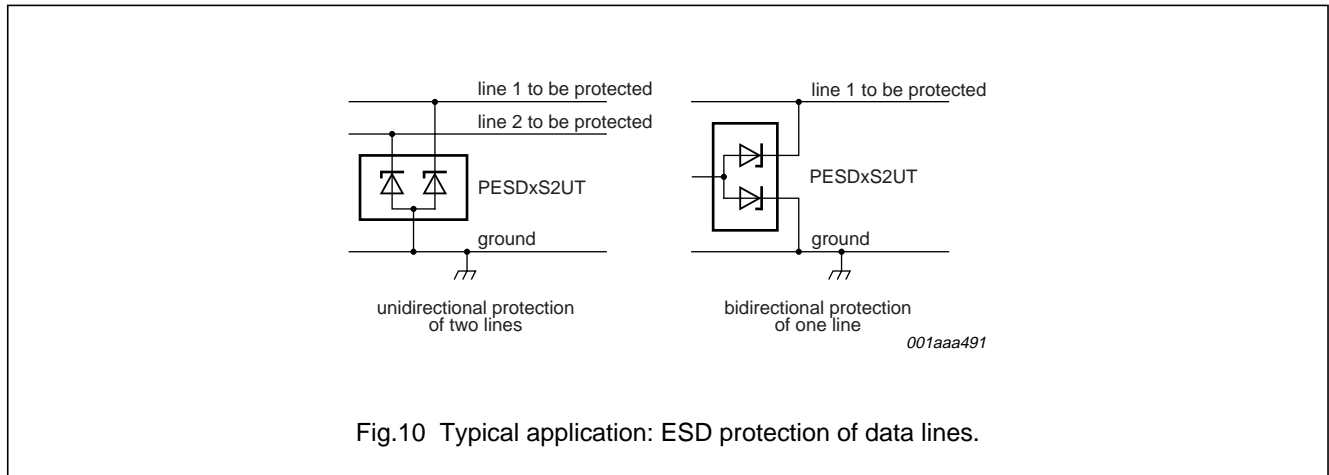 line 1 to be protected
line 2 to be protected
PESDxS2UT
ground
unidirectional protection
of two lines
line 1 to be protected
PESDxS2UT
ground
bidirectional protection
of one line
001aaa491
Fig.10 Typical application: ESD protection of data lines.